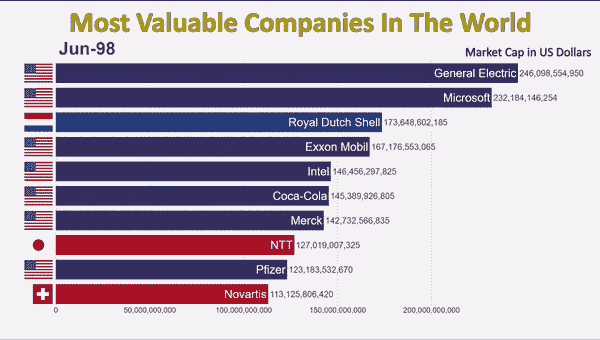 Most Valuable Companies In The World
Jun-98
Market Cap in US Dollars
General Electric 246,098,554,950
Microsoft 232,184,146,254
Royal Dutch Shell 173,648,602,185
Exxon Mobil 167,176,553,065
Intel 146,456,297,825
Coca-Cola 145,389,926,805
Merck 142,732,566,835
NTT 127,019,007,325
Pfizer 123,183,532,670
Novartis 113,125,606,420
0 50,000,000,000 100,000,000,000 150,000,000,000 200,000,000,000